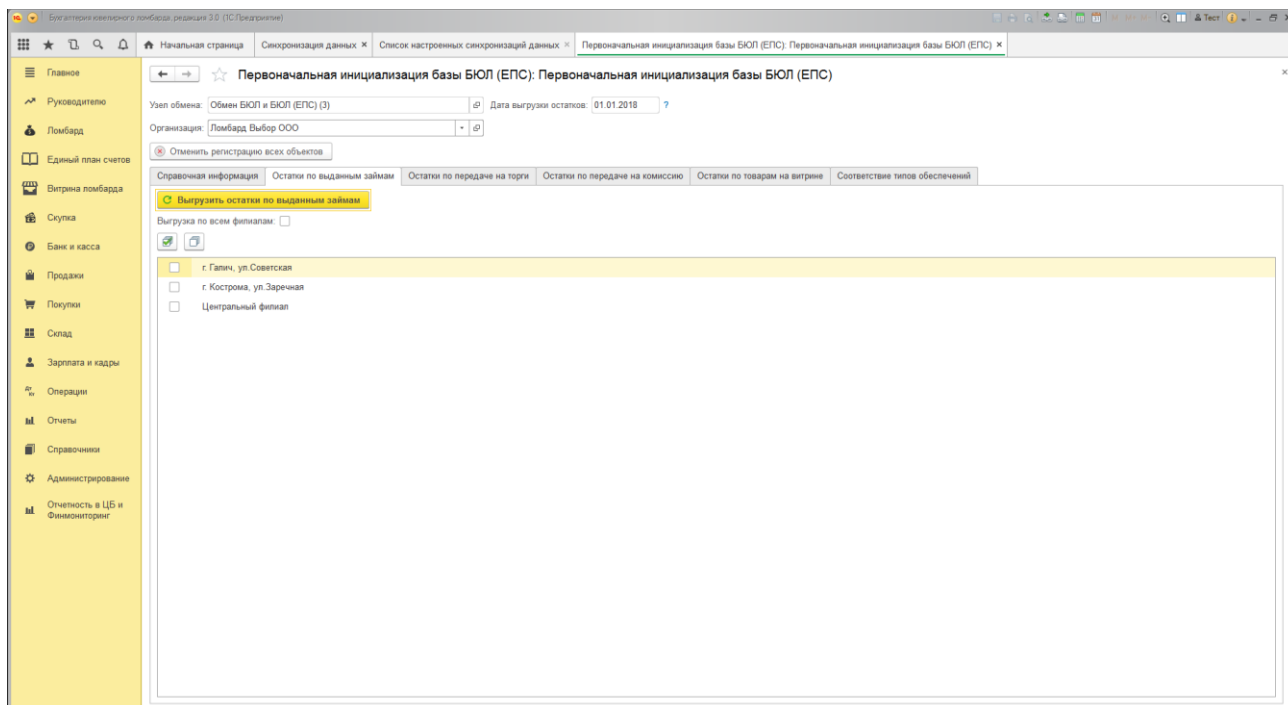 Бухгалтерия ювелирного ломбарда, редакция 3.0 (1С:Предприятие)
Тест
Начальная страница
Синхронизация данных ×
Список настроенных синхронизаций данных ×
Первоначальная инициализация базы БЮЛ (ЕПС): Первоначальная инициализация базы БЮЛ (ЕПС) ×
Главное
Руководителю
Ломбард
Единый план счетов
Витрина ломбарда
Скупка
Банк и касса
Продажи
Покупки
Склад
Зарплата и кадры
Операции
Отчеты
Справочники
Администрирование
Отчетность в ЦБ и
Финмониторинг
Первоначальная инициализация базы БЮЛ (ЕПС): Первоначальная инициализация базы БЮЛ (ЕПС)
Узел обмена: Обмен БЮЛ и БЮЛ (ЕПС) (3) Дата выгрузки остатков: 01.01.2018 ?
Организация: Ломбард Выбор ООО
Отменить регистрацию всех объектов
Справочная информация
Остатки по выданным займам
Остатки по передаче на торги
Остатки по передаче на комиссию
Остатки по товарам на витрине
Соответствие типов обеспечений
Выгрузить остатки по выданным займам
Выгрузка по всем филиалам:
г. Галич, ул.Советская
г. Кострома, ул.Заречная
Центральный филиал